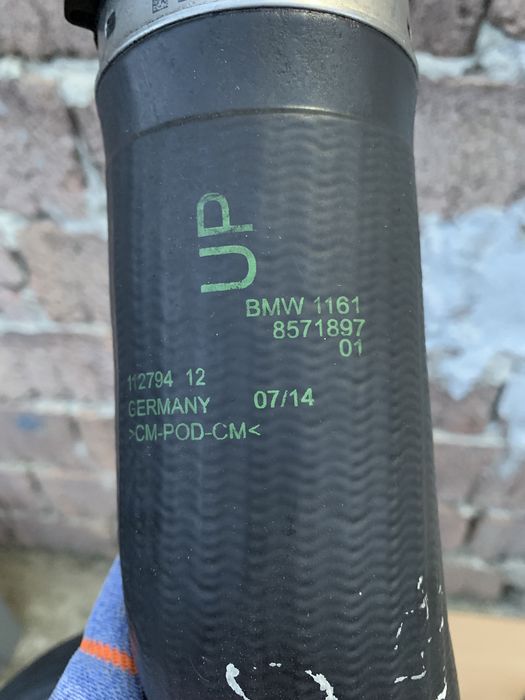 UP
BMW 1161
8571897
01
112794 12
GERMANY 07/14
>CM-POD-CM<